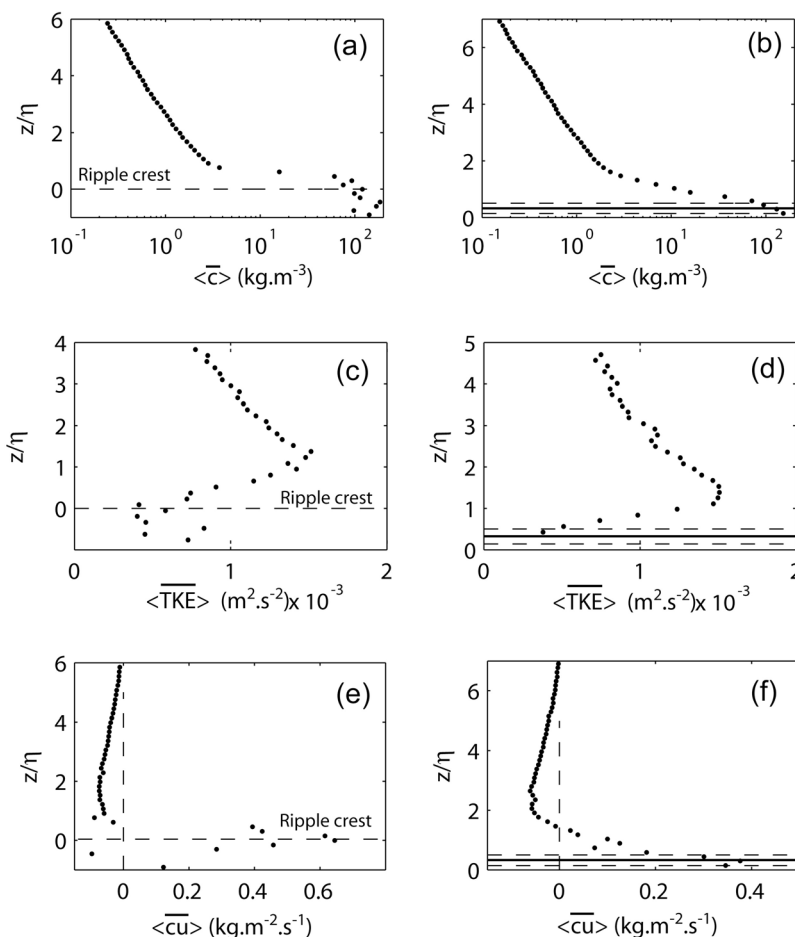 6
4
2
0
z/η
(a)
Ripple crest
10⁻¹ 10⁰ 10¹ 10²
<c̅> (kg.m⁻³)
6
4
2
0
z/η
(b)
10⁻¹ 10⁰ 10¹ 10²
<c̅> (kg.m⁻³)
4
3
2
1
0
z/η
(c)
Ripple crest
0 1 2
<T̅K̅E̅> (m².s⁻²)x 10⁻³
5
4
3
2
1
0
z/η
(d)
0 1 2
<T̅K̅E̅> (m².s⁻²)x 10⁻³
6
4
2
0
z/η
(e)
Ripple crest
0 0.2 0.4 0.6
<c̅u̅> (kg.m⁻².s⁻¹)
6
4
2
0
z/η
(f)
0 0.2 0.4
<c̅u̅> (kg.m⁻².s⁻¹)